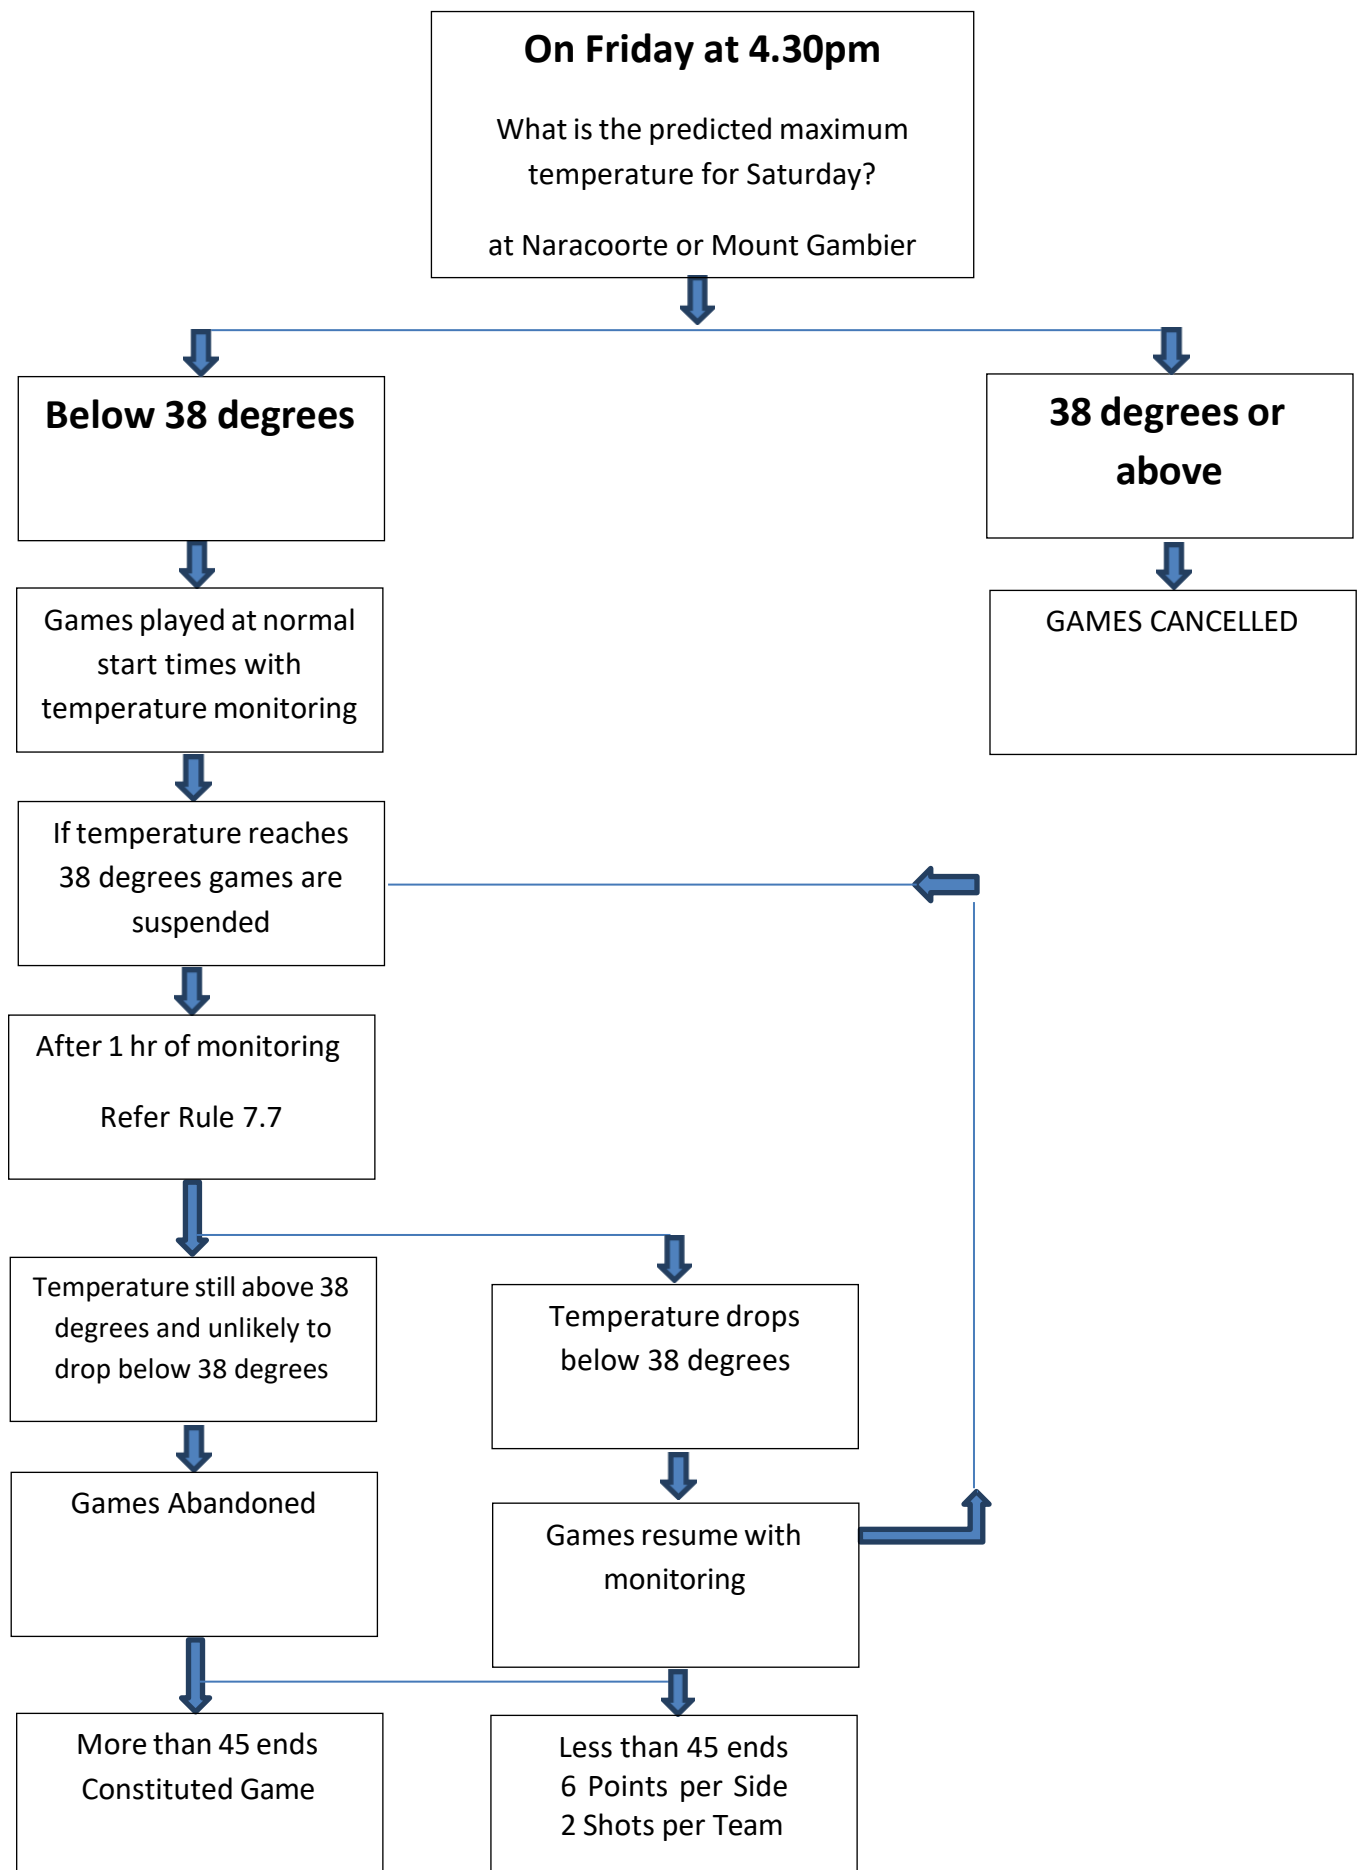 On Friday at 4.30pm
What is the predicted maximum
temperature for Saturday?
at Naracoorte or Mount Gambier
Below 38 degrees
38 degrees or
above
Games played at normal
start times with
temperature monitoring
GAMES CANCELLED
If temperature reaches
38 degrees games are
suspended
After 1 hr of monitoring
Refer Rule 7.7
Temperature still above 38
degrees and unlikely to
drop below 38 degrees
Temperature drops
below 38 degrees
Games Abandoned
Games resume with
monitoring
More than 45 ends
Constituted Game
Less than 45 ends
6 Points per Side
2 Shots per Team